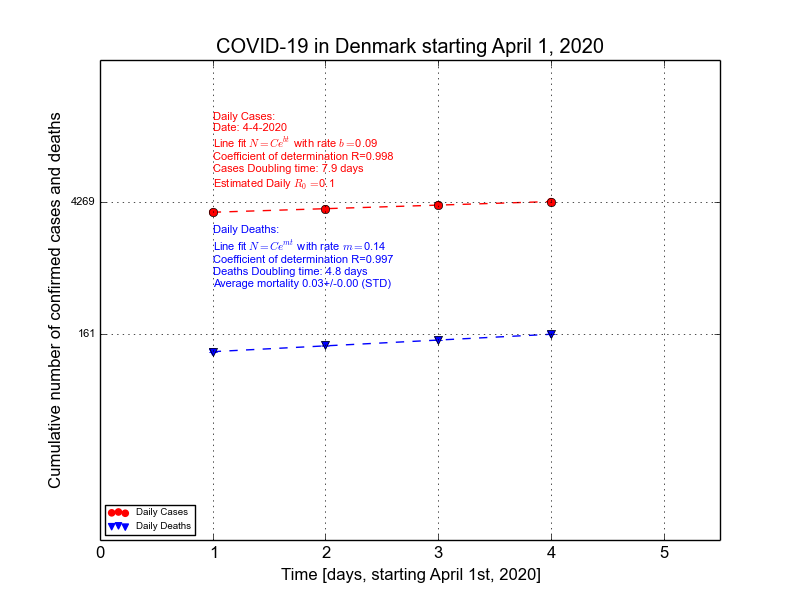 COVID-19 in Denmark starting April 1, 2020
Daily Cases:
Date: 4-4-2020
Line fit N = Ce^{bt} with rate b =0.09
Coefficient of determination R=0.998
Cases Doubling time: 7.9 days
Estimated Daily R_0 =0.1
4269
Daily Deaths:
Line fit N = Ce^{mt} with rate m =0.14
Coefficient of determination R=0.997
Deaths Doubling time: 4.8 days
Average mortality 0.03+/-0.00 (STD)
161
Cumulative number of confirmed cases and deaths
Daily Cases
Daily Deaths
0 1 2 3 4 5
Time [days, starting April 1st, 2020]